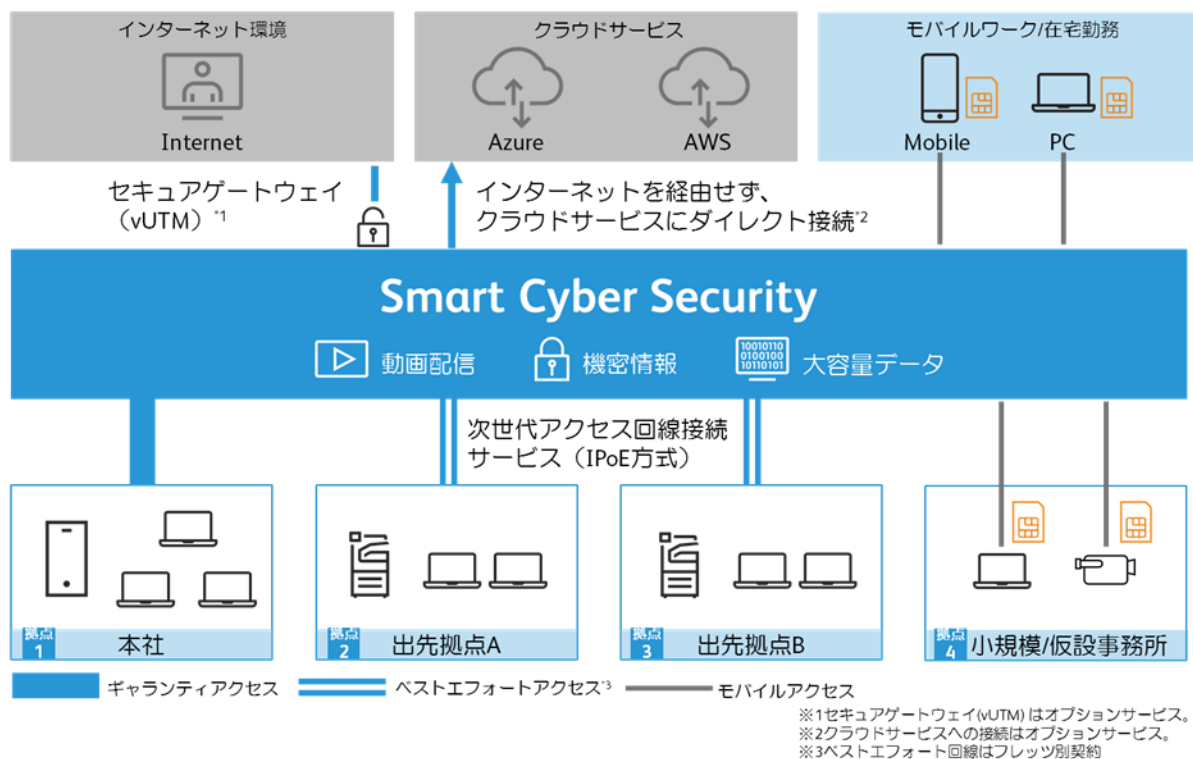 インターネット環境
Internet
クラウドサービス
Azure
AWS
モバイルワーク/在宅勤務
Mobile
PC
セキュアゲートウェイ
（vUTM）*1
インターネットを経由せず、
クラウドサービスにダイレクト接続*2
Smart Cyber Security
動画配信
機密情報
10010110
0100100
10110101
大容量データ
次世代アクセス回線接続
サービス（IPoE方式）
拠点
1
本社
拠点
2
出先拠点A
拠点
3
出先拠点B
拠点
4
小規模/仮設事務所
ギャランティアクセス
ベストエフォートアクセス*3
モバイルアクセス
※1セキュアゲートウェイ(vUTM) はオプションサービス。
※2クラウドサービスへの接続はオプションサービス。
※3ベストエフォート回線はフレッツ別契約